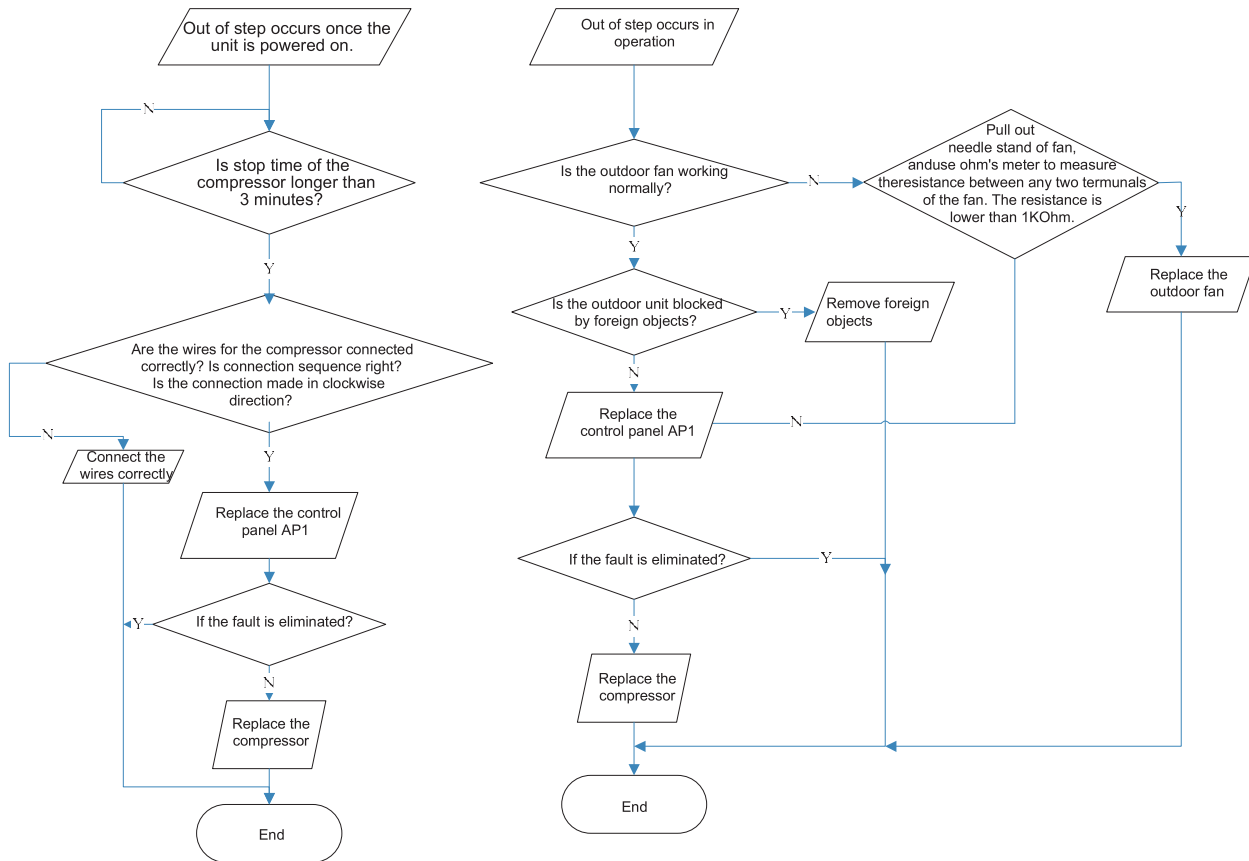 Out of step occurs once the
unit is powered on.
N
Is stop time of the
compressor longer than
3 minutes?
Y
Are the wires for the compressor connected
correctly? Is connection sequence right?
Is the connection made in clockwise
direction?
N
Connect the
wires correctly
Y
Replace the control
panel AP1
If the fault is eliminated?
Y
N
Replace the
compressor
End
Out of step occurs in
operation
Is the outdoor fan working
normally?
N
Pull out
needle stand of fan,
anduse ohm's meter to measure
theresistance between any two termunals
of the fan. The resistance is
lower than 1KOhm.
Y
Replace the
outdoor fan
Y
Is the outdoor unit blocked
by foreign objects?
Y
Remove foreign
objects
N
Replace the
control panel AP1
N
If the fault is eliminated?
Y
N
Replace the
compressor
End